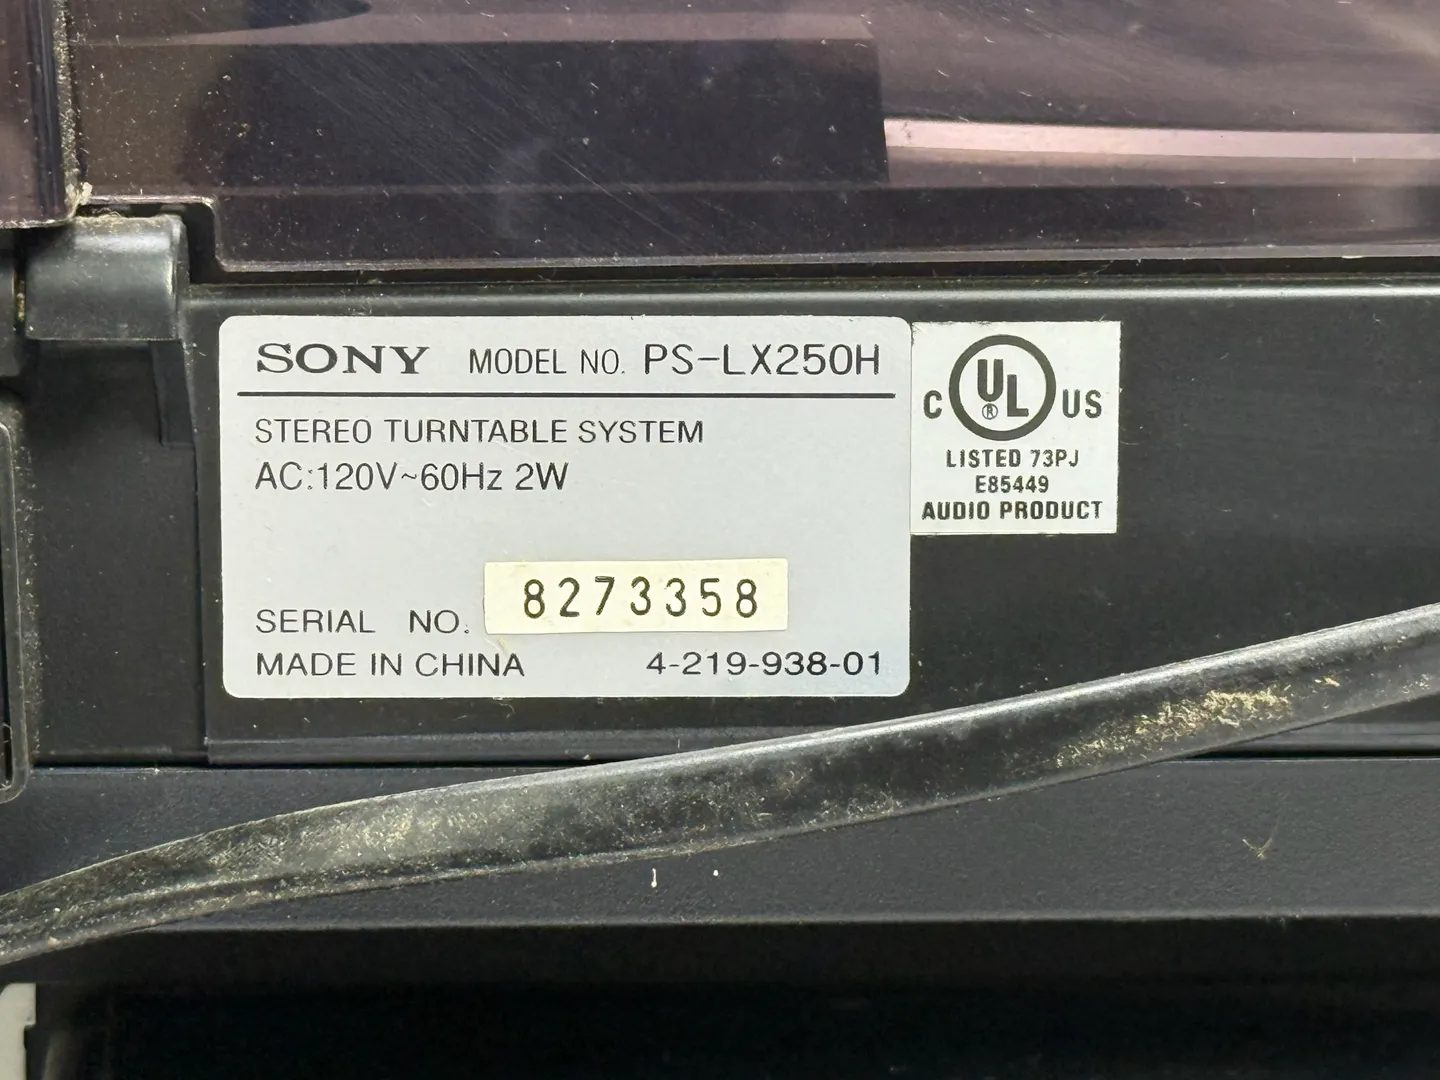 SONY MODEL NO. PS-LX250H
STEREO TURNTABLE SYSTEM
AC:120V~60Hz 2W
SERIAL NO. 8273358
MADE IN CHINA 4-219-938-01
C UL ® US
LISTED 73PJ
E85449
AUDIO PRODUCT